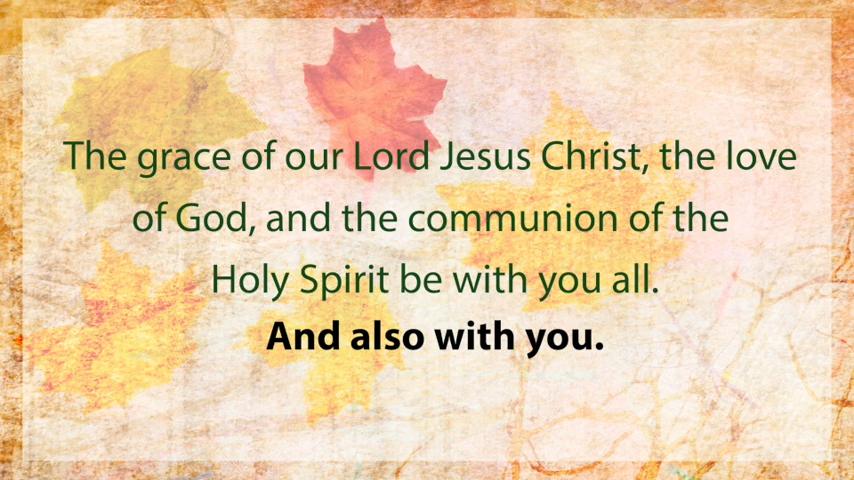 The grace of our Lord Jesus Christ, the love
of God, and the communion of the
Holy Spirit be with you all.
And also with you.